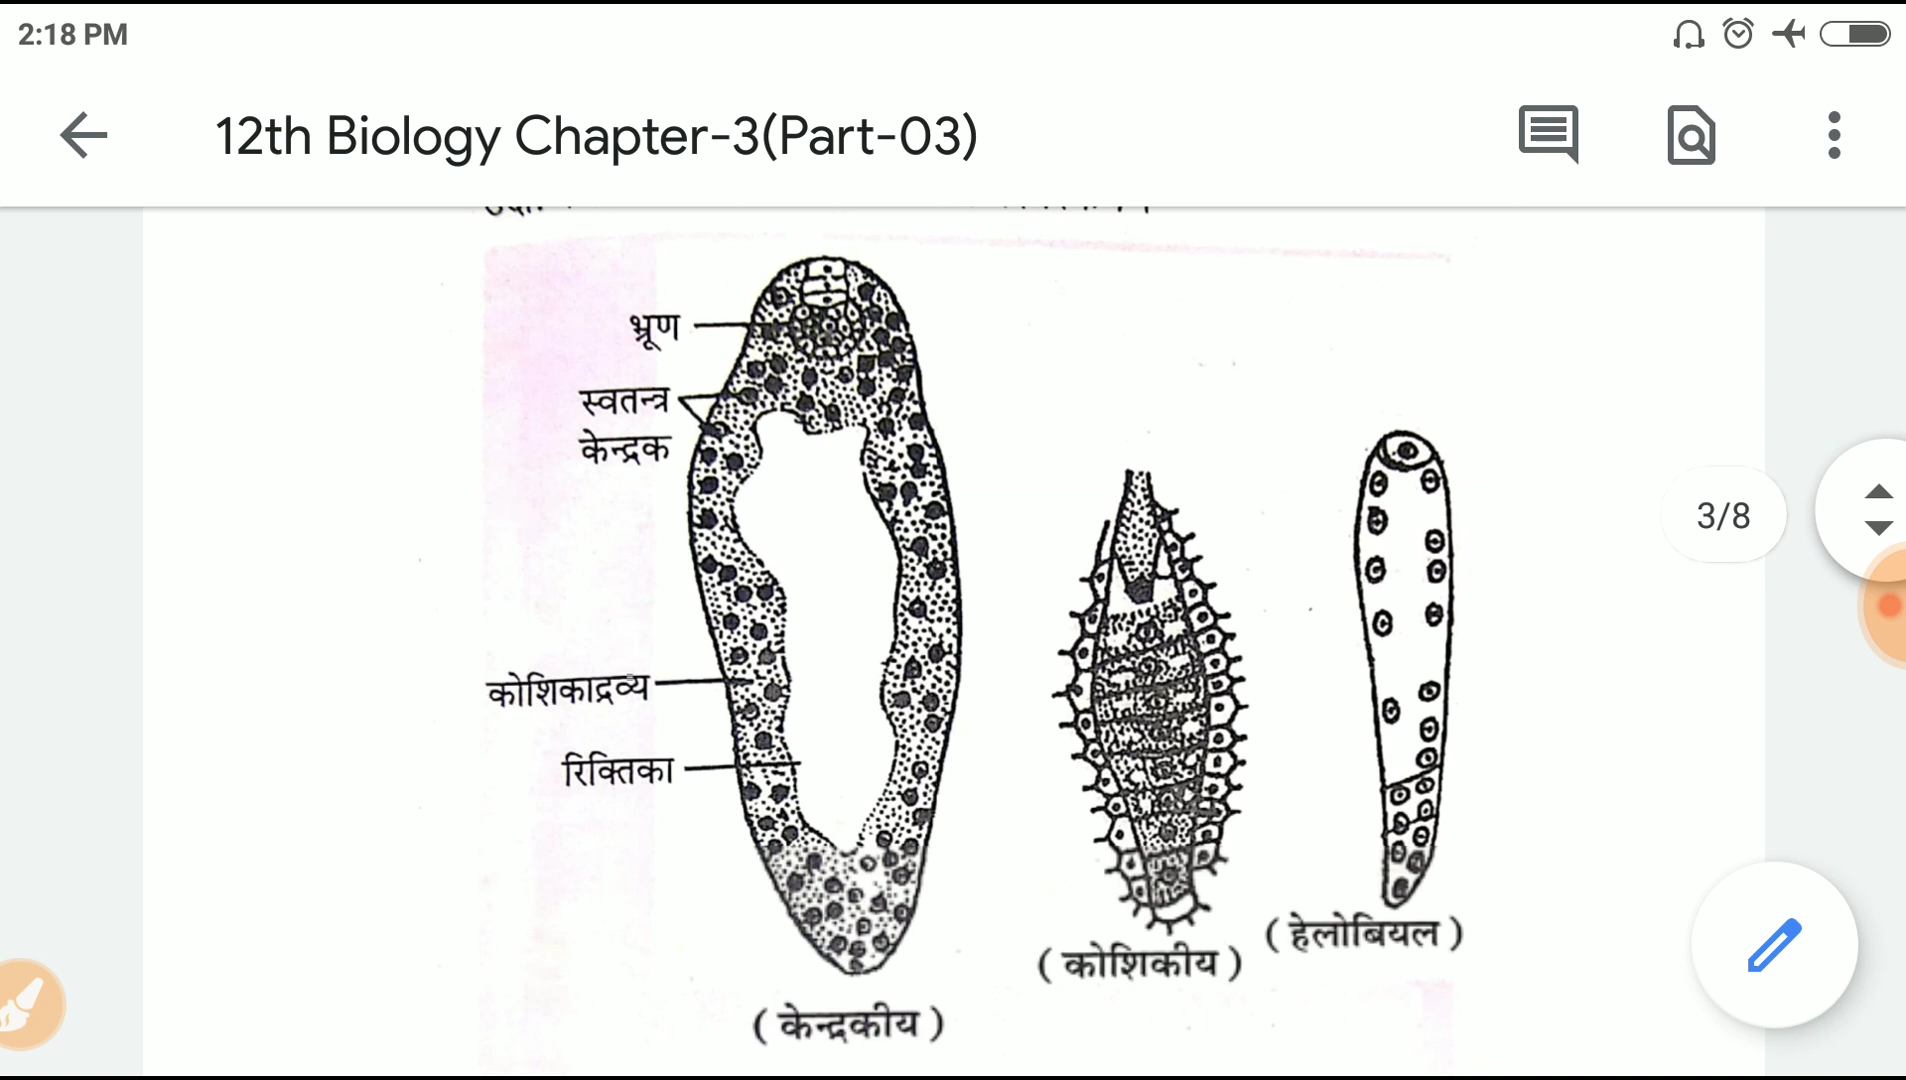 2:18 PM
12th Biology Chapter-3(Part-03)
भ्रूण
स्वतन्त्र
केन्द्रक
3/8
कोशिकाद्रव्य
रिक्तिका
( हेलोबियल )
( कोशिकीय )
( केन्द्रकीय )